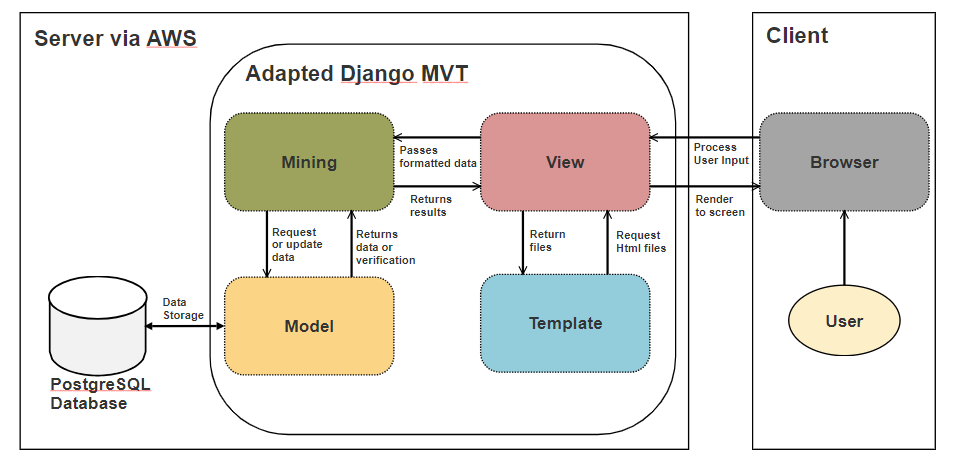 Server via AWS
Client
Adapted Django MVT
Mining
Passes
formatted data
View
Process
User Input
Browser
Returns
results
Render
to screen
Request
or update
data
Returns
data or
verification
Return
files
Request
Html files
Data
Storage
Model
Template
User
PostgreSQL
Database